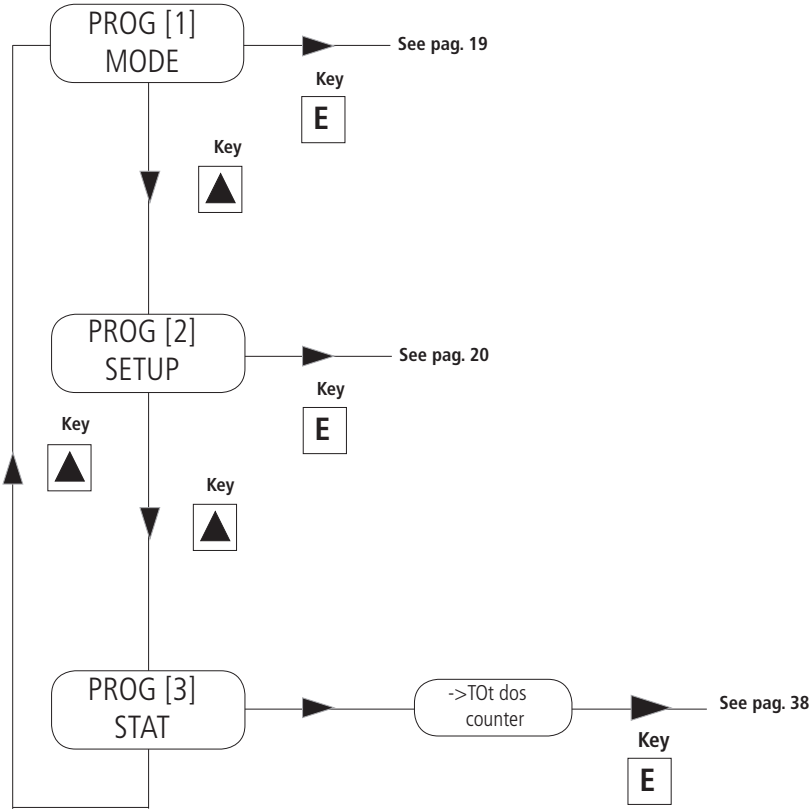 PROG [1]
MODE
See pag. 19
Key
E
Key
PROG [2]
SETUP
See pag. 20
Key
E
Key
Key
PROG [3]
STAT
->TOt dos
counter
See pag. 38
Key
E